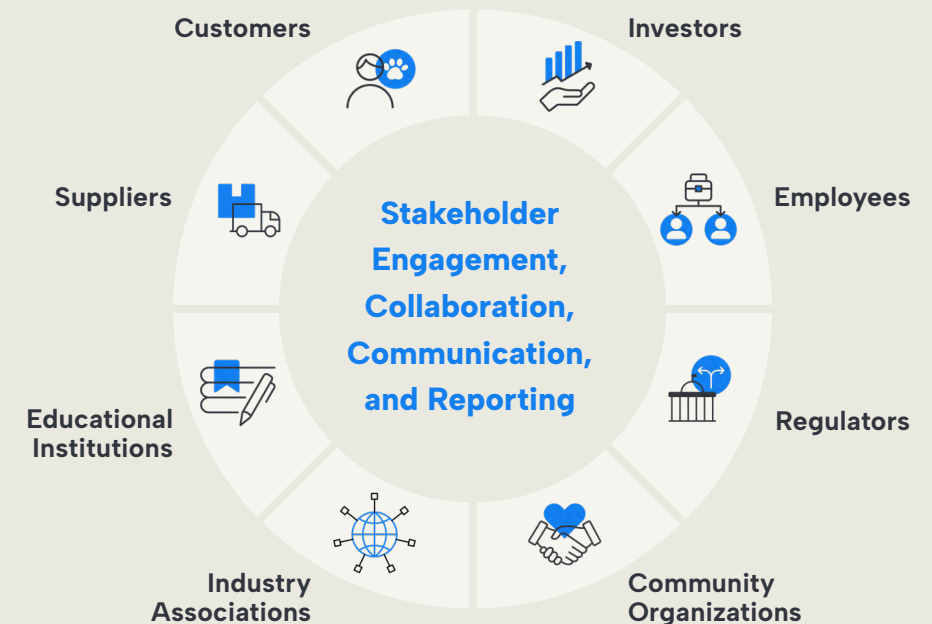 Customers
Investors
Suppliers
Employees
Stakeholder
Engagement,
Collaboration,
Communication,
and Reporting
Educational
Institutions
Regulators
Industry
Associations
Community
Organizations